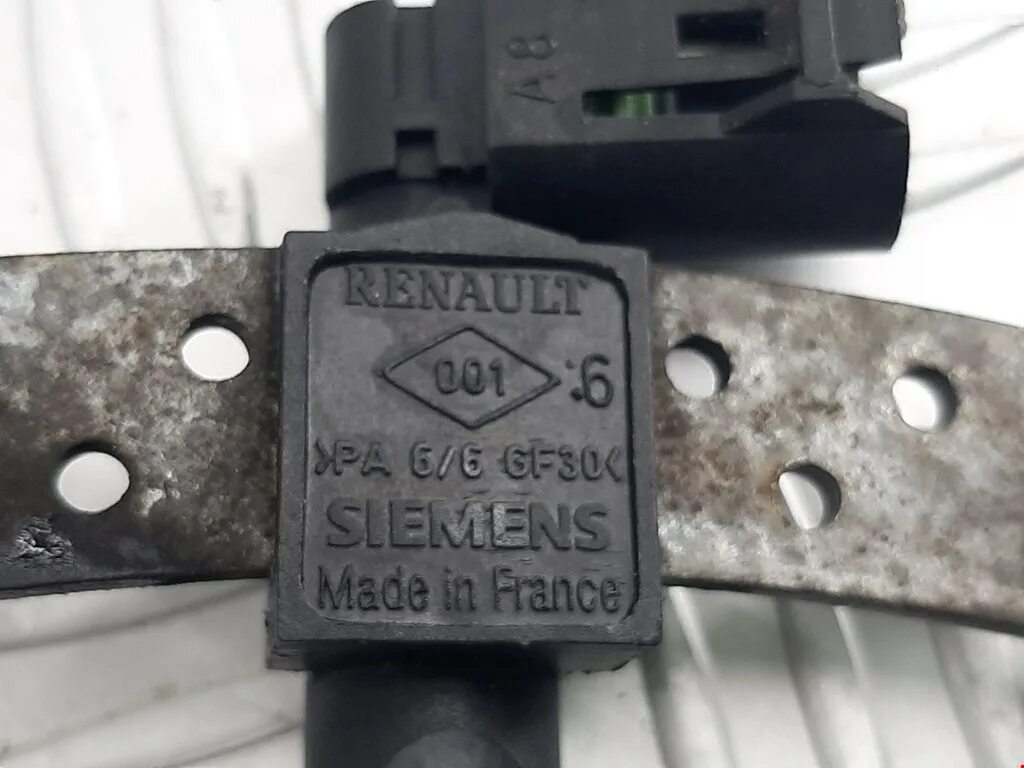 A8
RENAULT
001 :6
>PA 6/6 GF30<
SIEMENS
Made in France